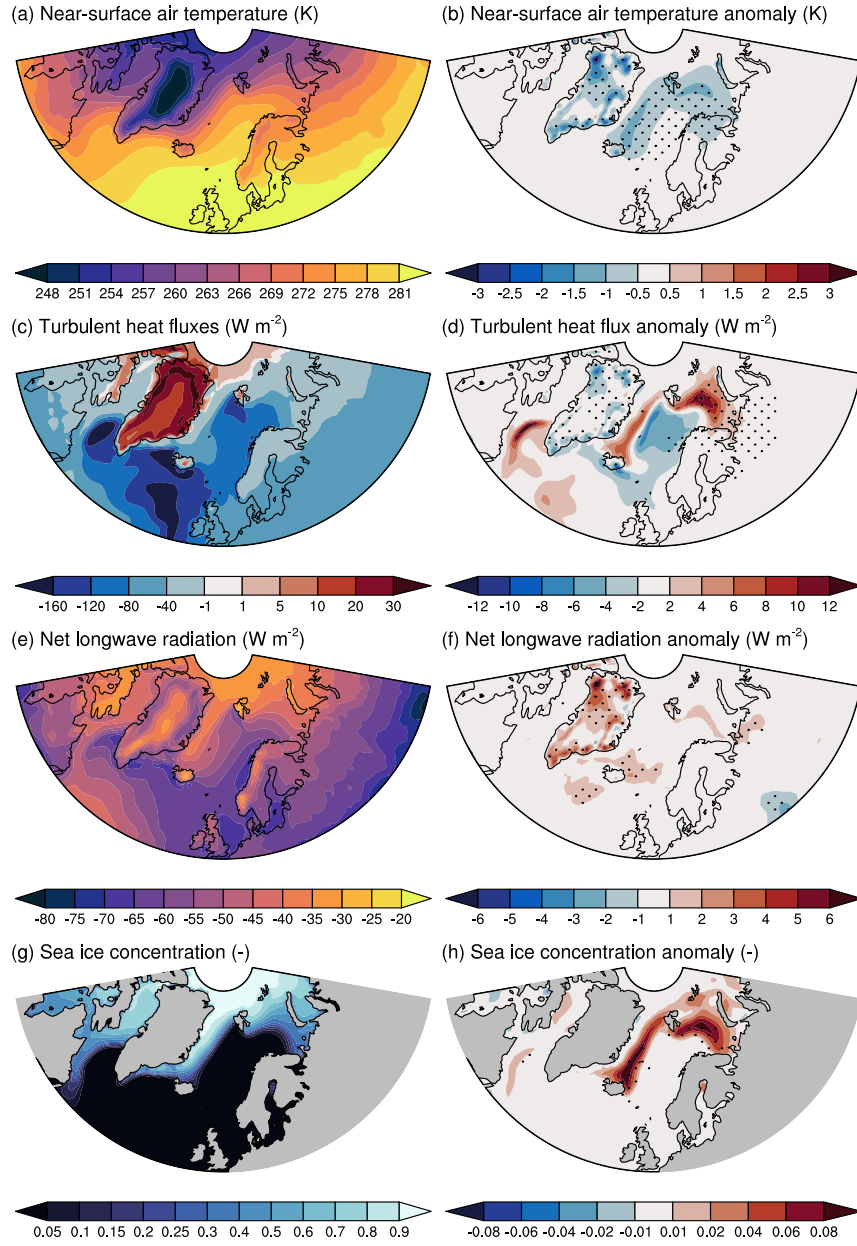 (a) Near-surface air temperature (K)
(b) Near-surface air temperature anomaly (K)
248 251 254 257 260 263 266 269 272 275 278 281
-3 -2.5 -2 -1.5 -1 -0.5 0.5 1 1.5 2 2.5 3
(c) Turbulent heat fluxes (W m⁻²)
(d) Turbulent heat flux anomaly (W m⁻²)
-160 -120 -80 -40 -1 1 5 10 20 30
-12 -10 -8 -6 -4 -2 2 4 6 8 10 12
(e) Net longwave radiation (W m⁻²)
(f) Net longwave radiation anomaly (W m⁻²)
-80 -75 -70 -65 -60 -55 -50 -45 -40 -35 -30 -25 -20
-6 -5 -4 -3 -2 -1 1 2 3 4 5 6
(g) Sea ice concentration (-)
(h) Sea ice concentration anomaly (-)
0.05 0.1 0.15 0.2 0.25 0.3 0.4 0.5 0.6 0.7 0.8 0.9
-0.08 -0.06 -0.04 -0.02 -0.01 0.01 0.02 0.04 0.06 0.08